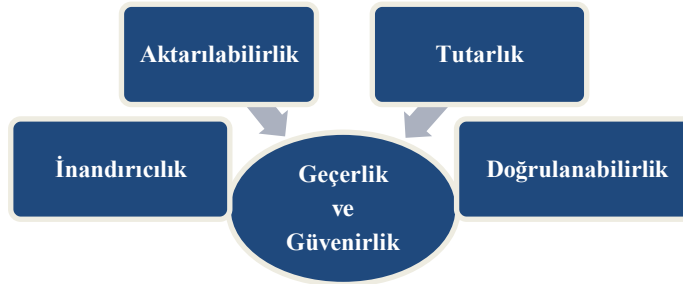 Aktarılabilirlik
Tutarlık
İnandırıcılık
Geçerlik
ve
Güvenirlik
Doğrulanabilirlik